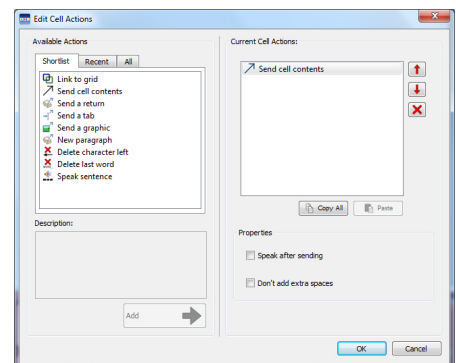 Edit Cell Actions
Available Actions
Shortlist Recent All
Link to grid
Send cell contents
Send a return
Send a tab
Send a graphic
New paragraph
Delete character left
Delete last word
Speak sentence
Description:
Add
Current Cell Actions:
Send cell contents
Copy All Paste
Properties
Speak after sending
Don't add extra spaces
OK Cancel